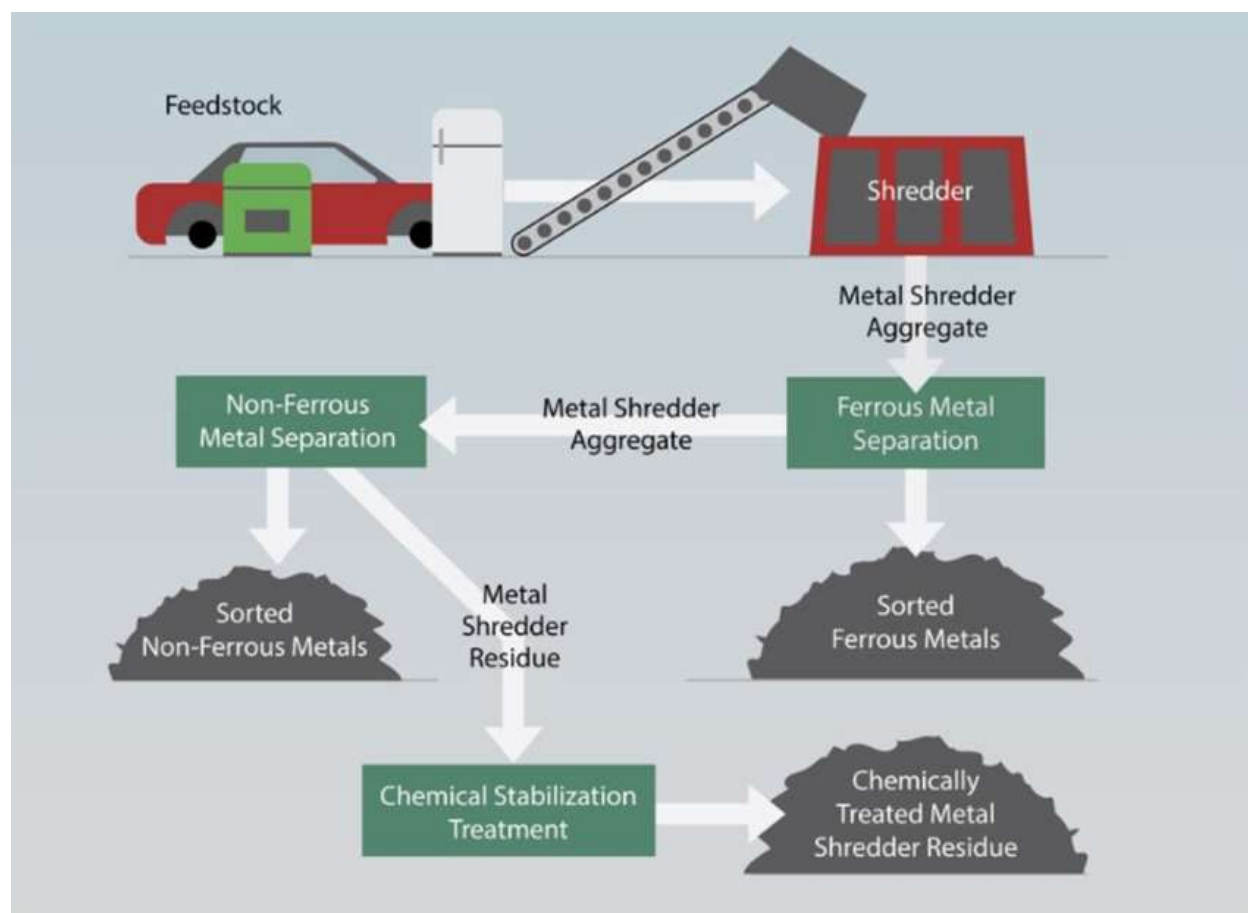 Feedstock
Shredder
Metal Shredder
Aggregate
Non-Ferrous
Metal Separation
Metal Shredder
Aggregate
Ferrous Metal
Separation
Sorted
Non-Ferrous Metals
Metal
Shredder
Residue
Sorted
Ferrous Metals
Chemical Stabilization
Treatment
Chemically
Treated Metal
Shredder Residue